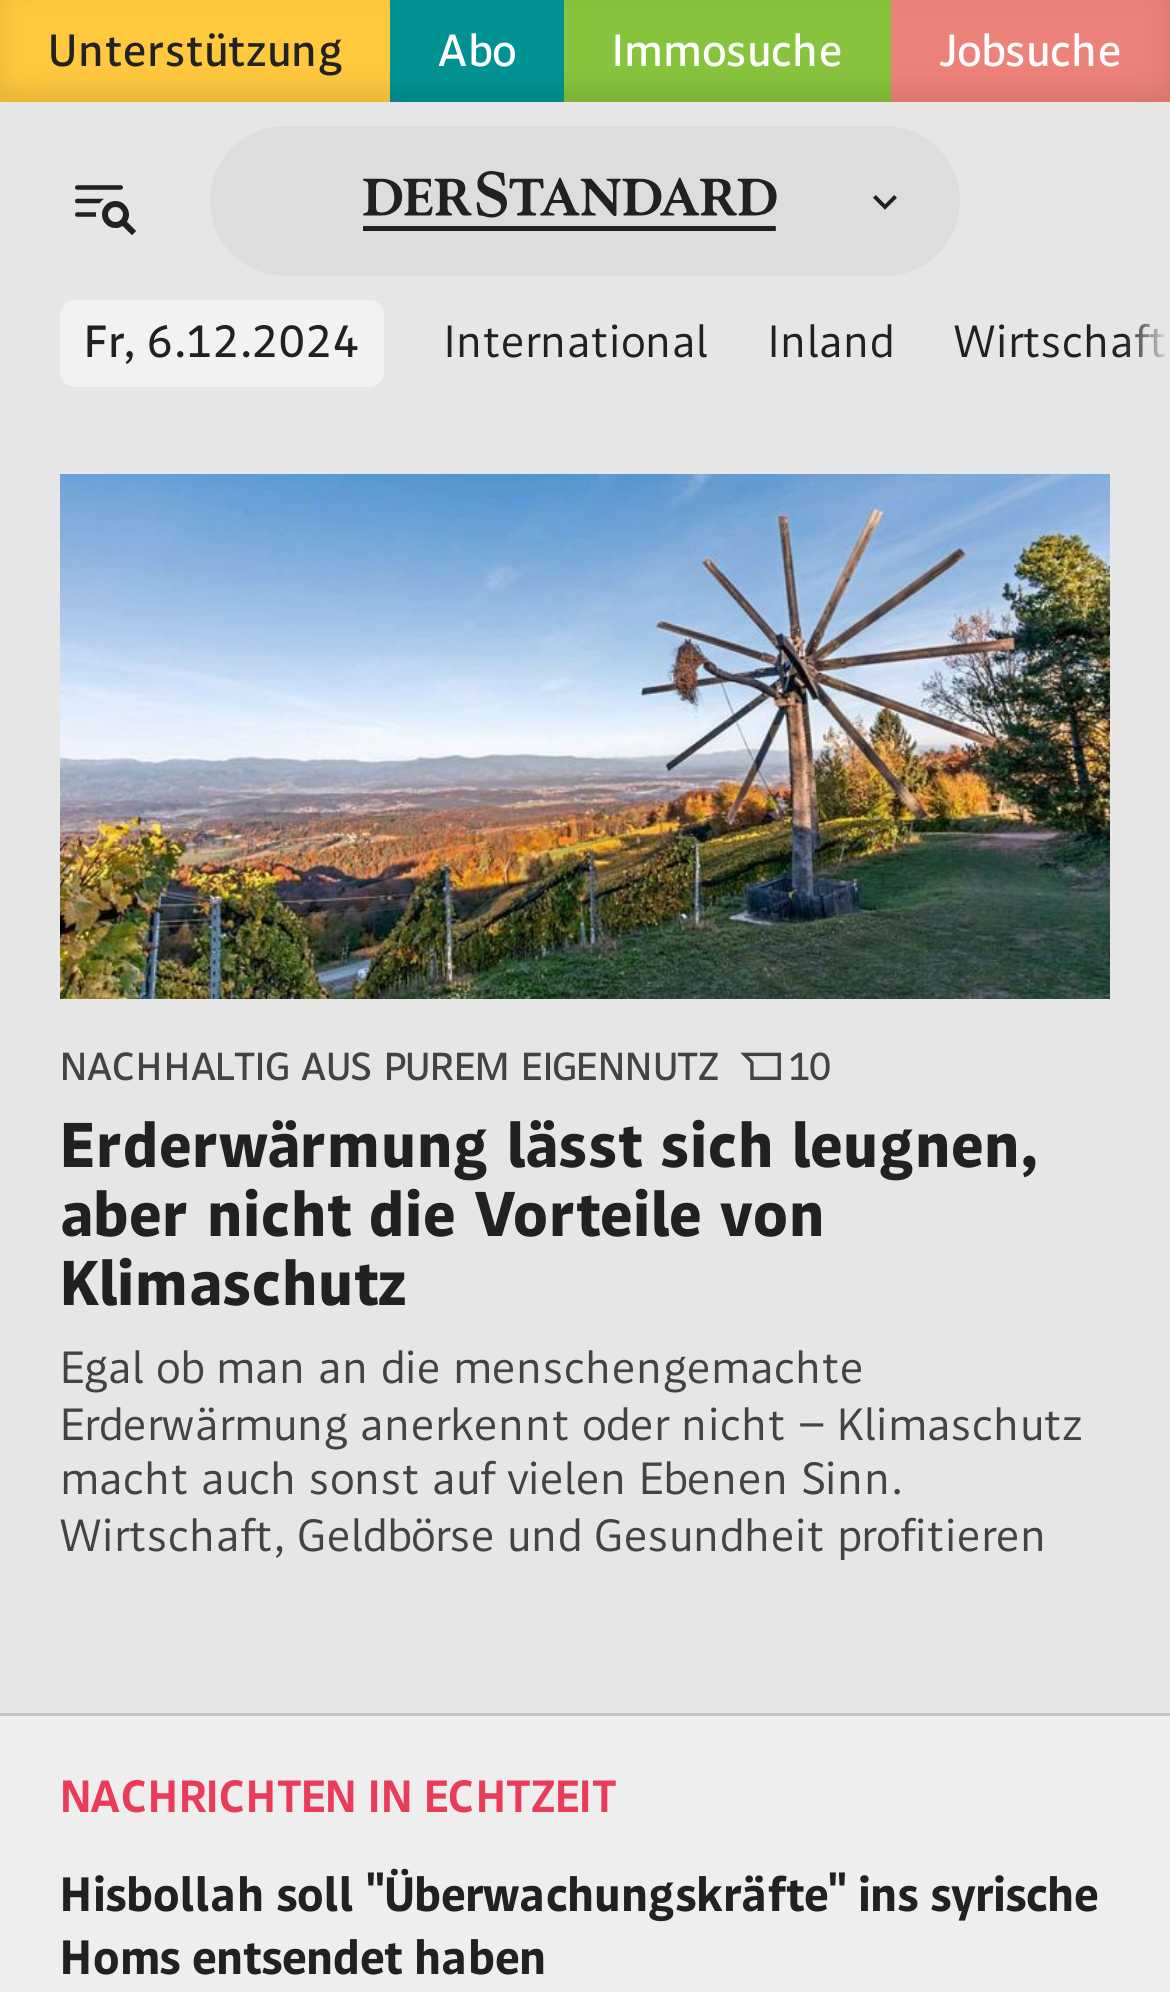 Unterstützung Abo Immosuche Jobsuche
DERSTANDARD
Fr, 6.12.2024 International Inland Wirtschaft
NACHHALTIG AUS PUREM EIGENNUTZ 10
Erderwärmung lässt sich leugnen,
aber nicht die Vorteile von
Klimaschutz
Egal ob man an die menschengemachte
Erderwärmung anerkennt oder nicht – Klimaschutz
macht auch sonst auf vielen Ebenen Sinn.
Wirtschaft, Geldbörse und Gesundheit profitieren
NACHRICHTEN IN ECHTZEIT
Hisbollah soll "Überwachungskräfte" ins syrische
Homs entsendet haben